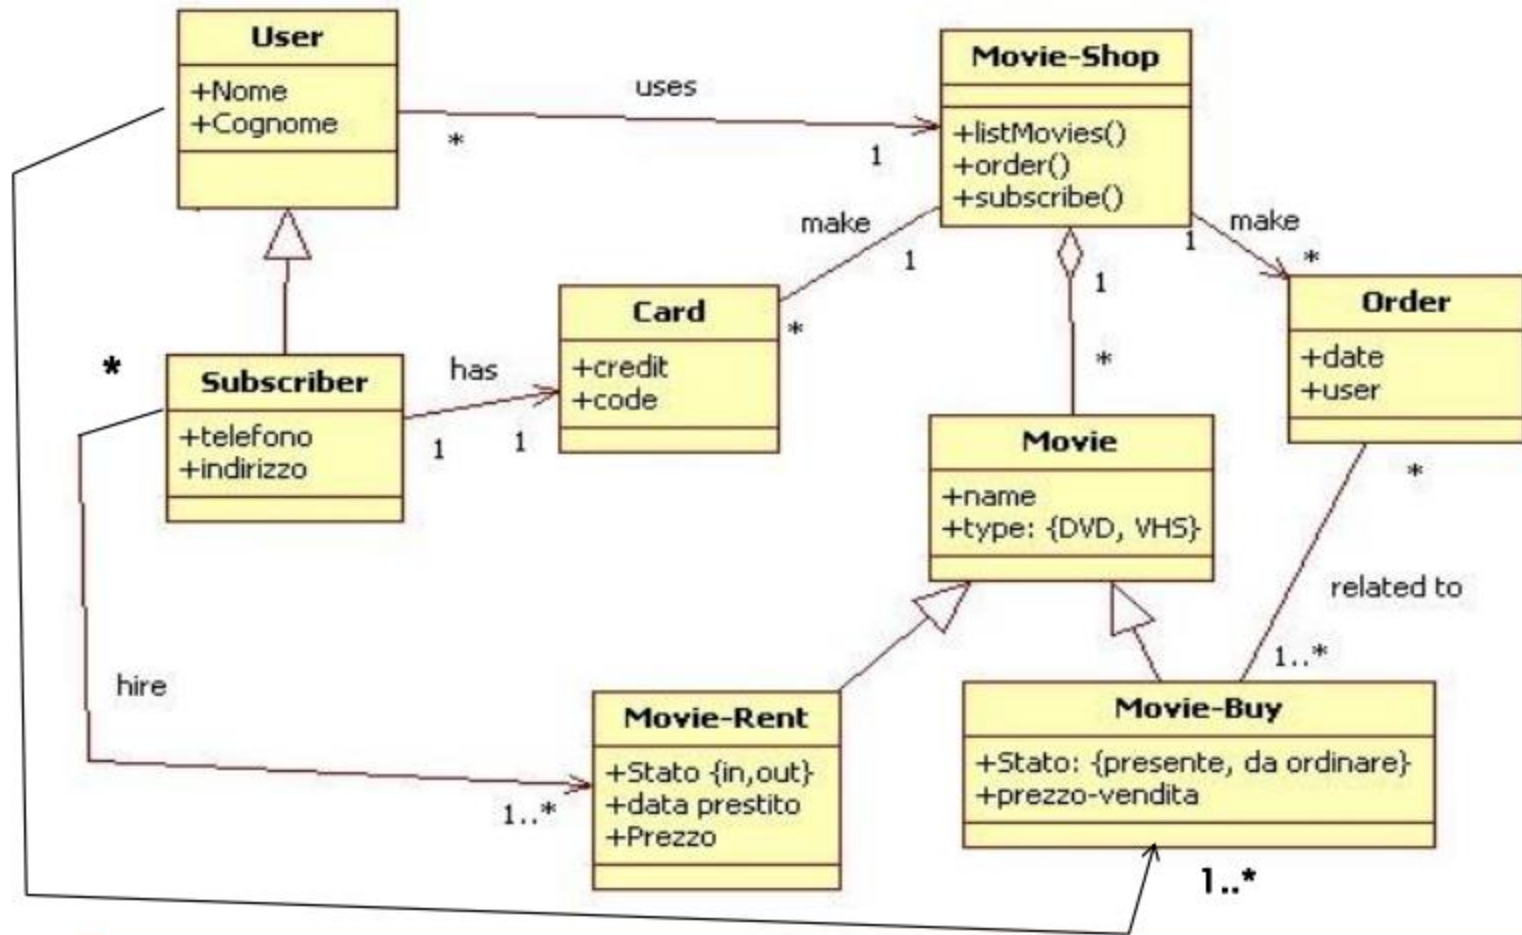 User
+Nome
+Cognome
uses
*
1
Movie-Shop
+listMovies()
+order()
+subscribe()
make
1
*
make
1
*
1
*
Order
+date
+user
Card
+credit
+code
*
Subscriber
+telefono
+indirizzo
has
1
1
Movie
+name
+type: {DVD, VHS}
*
related to
1..*
hire
1..*
Movie-Rent
+Stato {in,out}
+data prestito
+Prezzo
Movie-Buy
+Stato: {presente, da ordinare}
+prezzo-vendita
1..*